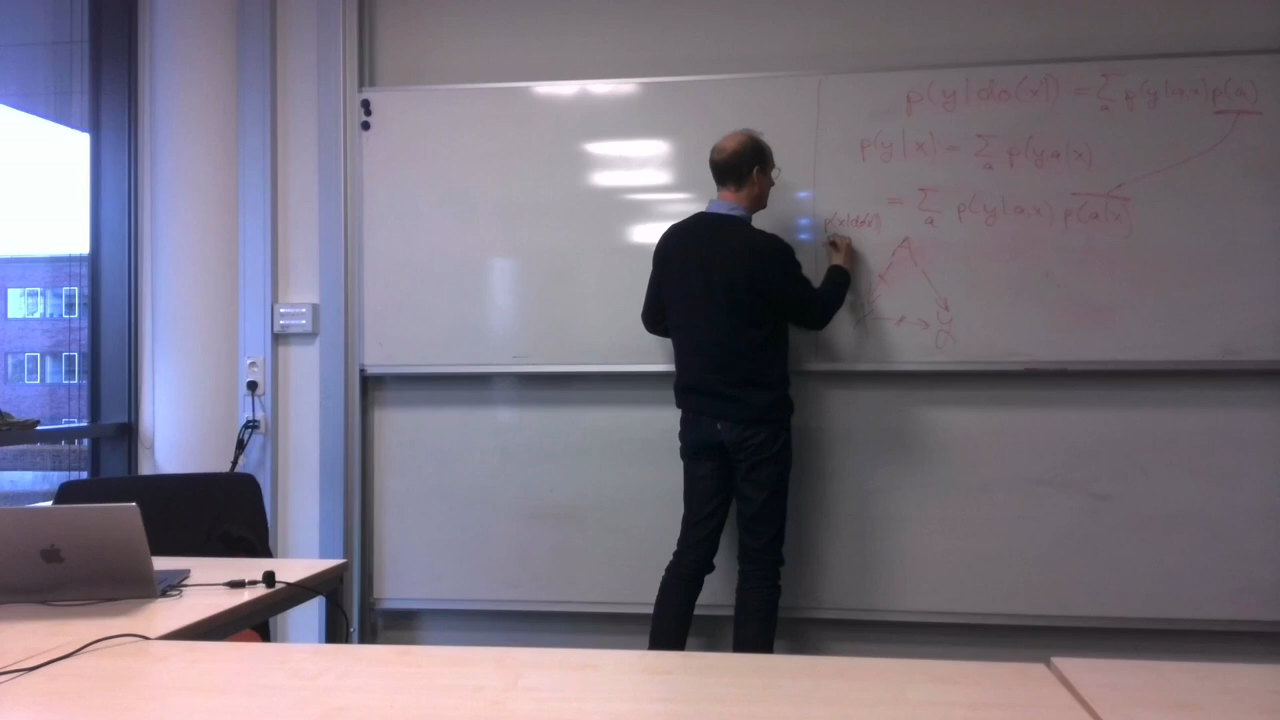 p(y|do(x)) = Σ_a p(y|a,x) p(a)
p(y|x) = Σ_a p(y,a|x)
= Σ_a p(y|a,x) p(a|x)
p(x|do(x))
A
y